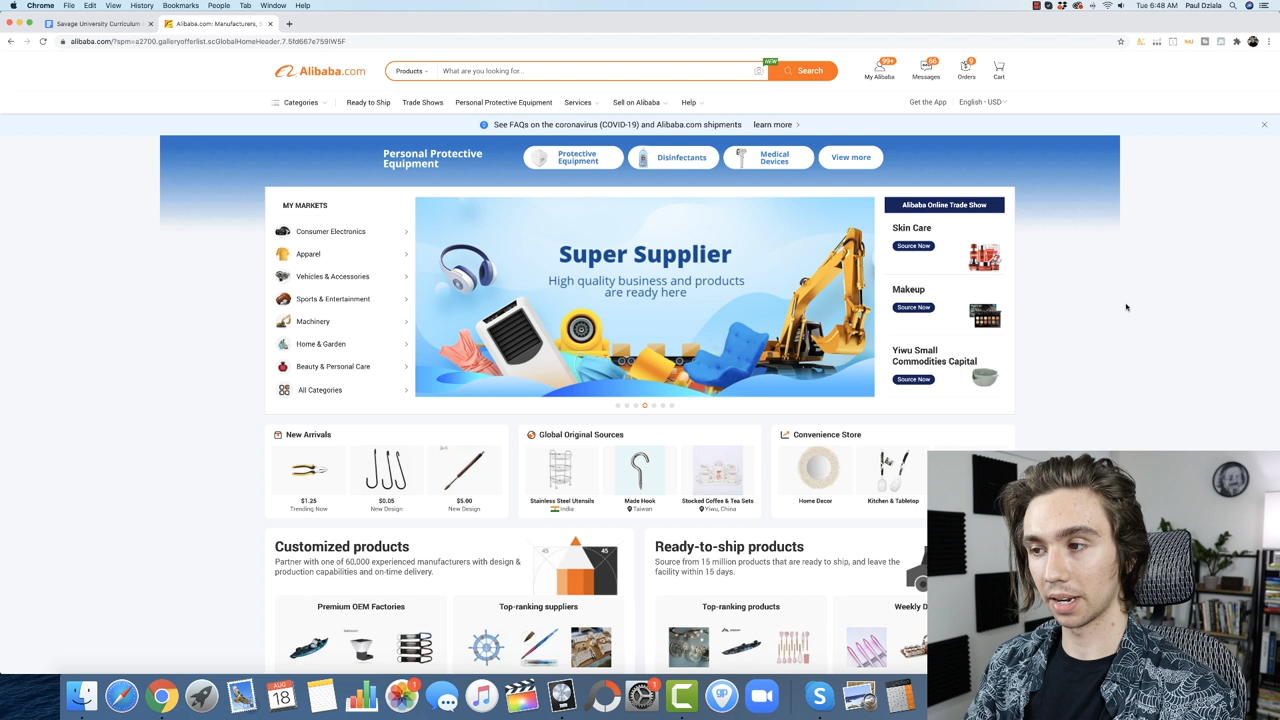 Chrome File Edit View History Bookmarks People Tab Window Help
Tue 6:48 AM Paul Dziala
Savage University Curriculum
Alibaba.com: Manufacturers, S
alibaba.com/?spm=a2700.galleryofferlist.scGlobalHomeHeader.7.5fd667e759IW5F
Alibaba.com
Products
What are you looking for...
NEW
Search
99+
66
9
My Alibaba
Messages
Orders
Cart
Categories
Ready to Ship
Trade Shows
Personal Protective Equipment
Services
Sell on Alibaba
Help
Get the App
English - USD
See FAQs on the coronavirus (COVID-19) and Alibaba.com shipments learn more
Personal Protective
Equipment
Protective
Equipment
Disinfectants
Medical
Devices
View more
MY MARKETS
Consumer Electronics
Apparel
Vehicles & Accessories
Sports & Entertainment
Machinery
Home & Garden
Beauty & Personal Care
All Categories
Super Supplier
High quality business and products
are ready here
Alibaba Online Trade Show
Skin Care
Source Now
Makeup
Source Now
Yiwu Small
Commodities Capital
Source Now
New Arrivals
$1.25
Trending Now
$0.05
New Design
$5.00
New Design
Global Original Sources
Stainless Steel Utensils
India
Made Hook
Taiwan
Stocked Coffee & Tea Sets
Yiwu, China
Convenience Store
Home Decor
Kitchen & Tabletop
Customized products
Partner with one of 60,000 experienced manufacturers with design &
production capabilities and on-time delivery.
45
45
Premium OEM Factories
Top-ranking suppliers
Ready-to-ship products
Source from 15 million products that are ready to ship, and leave the
facility within 15 days.
Top-ranking products
Weekly D
AUG
18
1
1
gp
S